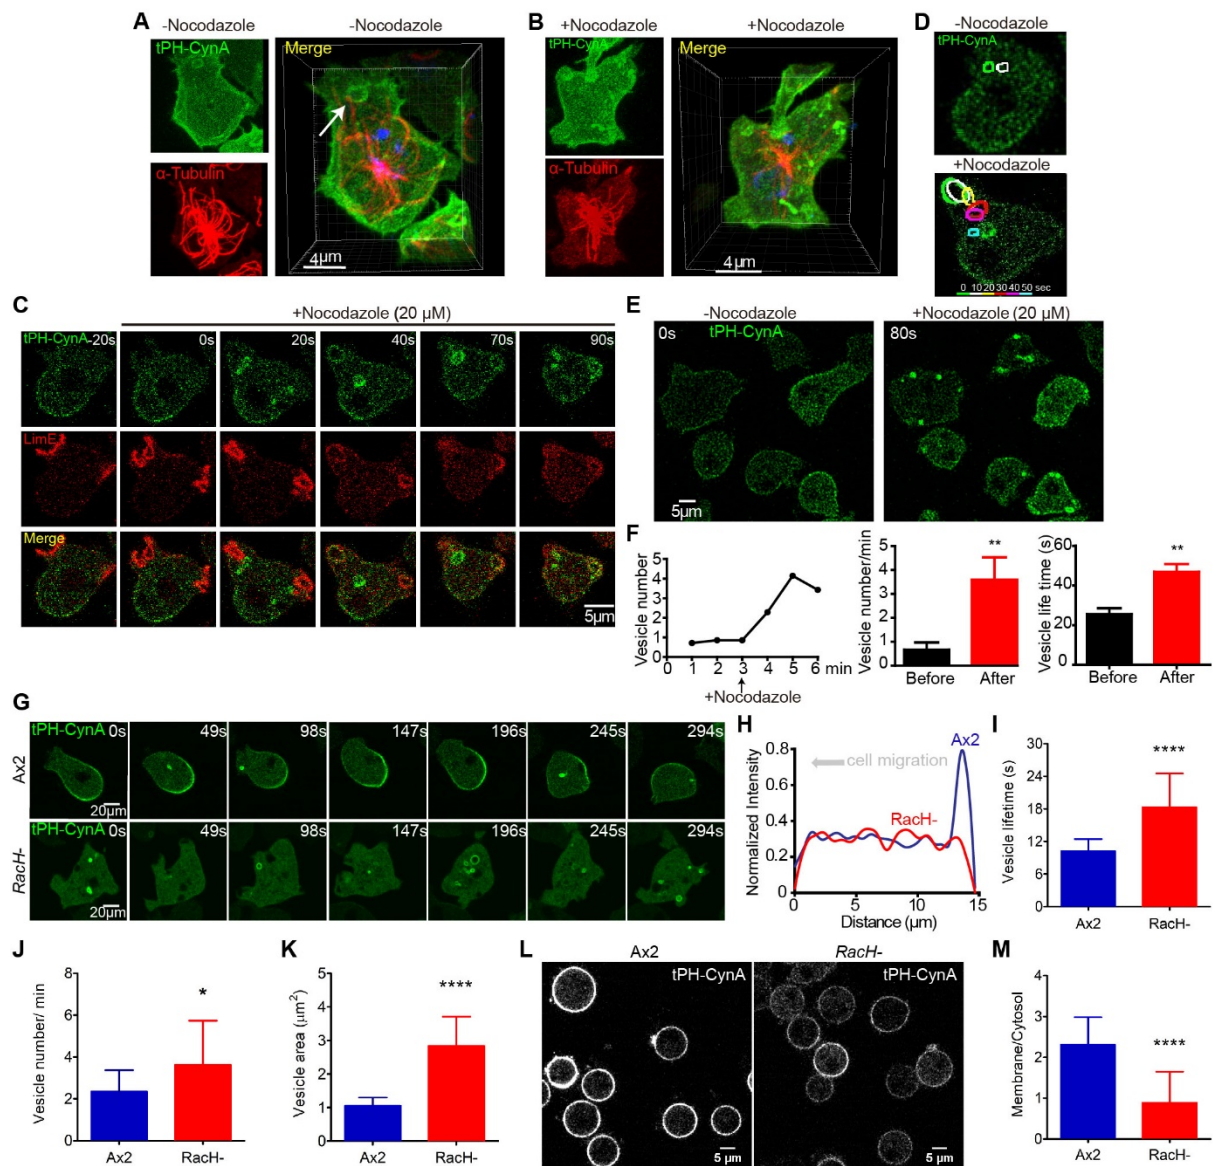 A
-Nocodazole
-Nocodazole
tPH-CynA
Merge
α-Tubulin
4μm
B
+Nocodazole
+Nocodazole
tPH-CynA
Merge
α-Tubulin
4μm
D
-Nocodazole
tPH-CynA
+Nocodazole
0 10 20 30 40 50 sec
C
+Nocodazole (20 μM)
tPH-CynA -20s 0s 20s 40s 70s 90s
LimE
Merge
5μm
E
-Nocodazole
+Nocodazole (20 μM)
0s tPH-CynA
80s
5μm
F
Vesicle number
5
4
3
2
1
0
0 1 2 3 4 5 6 min
+Nocodazole
Vesicle number/min
5
4
3
2
1
0
**
Before After
Vesicle life time (s)
60
40
20
0
**
Before After
G
Ax2
tPH-CynA 0s 49s 98s 147s 196s 245s 294s
20μm
RacH-
tPH-CynA 0s 49s 98s 147s 196s 245s 294s
20μm
H
Normalized Intensity
0.8
0.6
0.4
0.2
0
Ax2
cell migration
RacH-
0 5 10 15
Distance (μm)
I
Vesicle lifetime (s)
30
24
18
12
6
0
****
Ax2 RacH-
J
Vesicle number/ min
8
6
4
2
0
*
Ax2 RacH-
K
Vesicle area (μm²)
5
4
3
2
1
0
****
Ax2 RacH-
L
Ax2
RacH-
tPH-CynA
tPH-CynA
5 μm
5 μm
M
Membrane/Cytosol
4
3
2
1
0
****
Ax2 RacH-